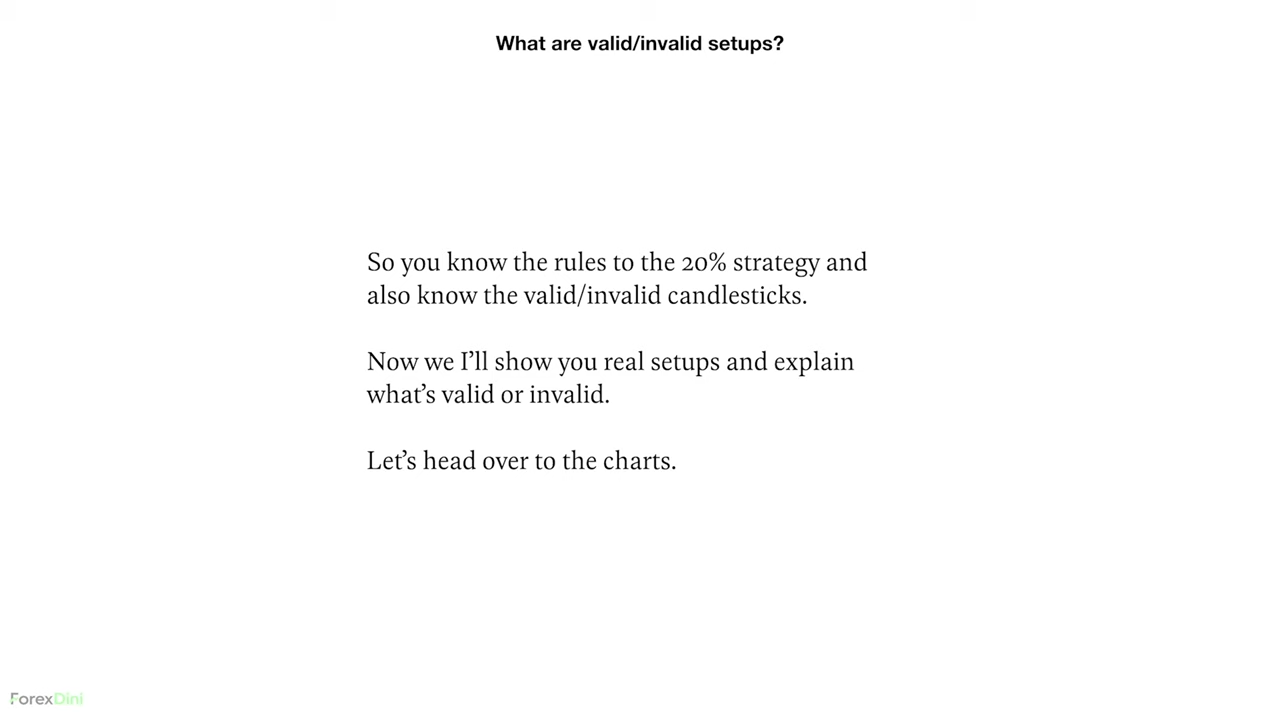 What are valid/invalid setups?
So you know the rules to the 20% strategy and
also know the valid/invalid candlesticks.
Now we I’ll show you real setups and explain
what’s valid or invalid.
Let’s head over to the charts.
ForexDini